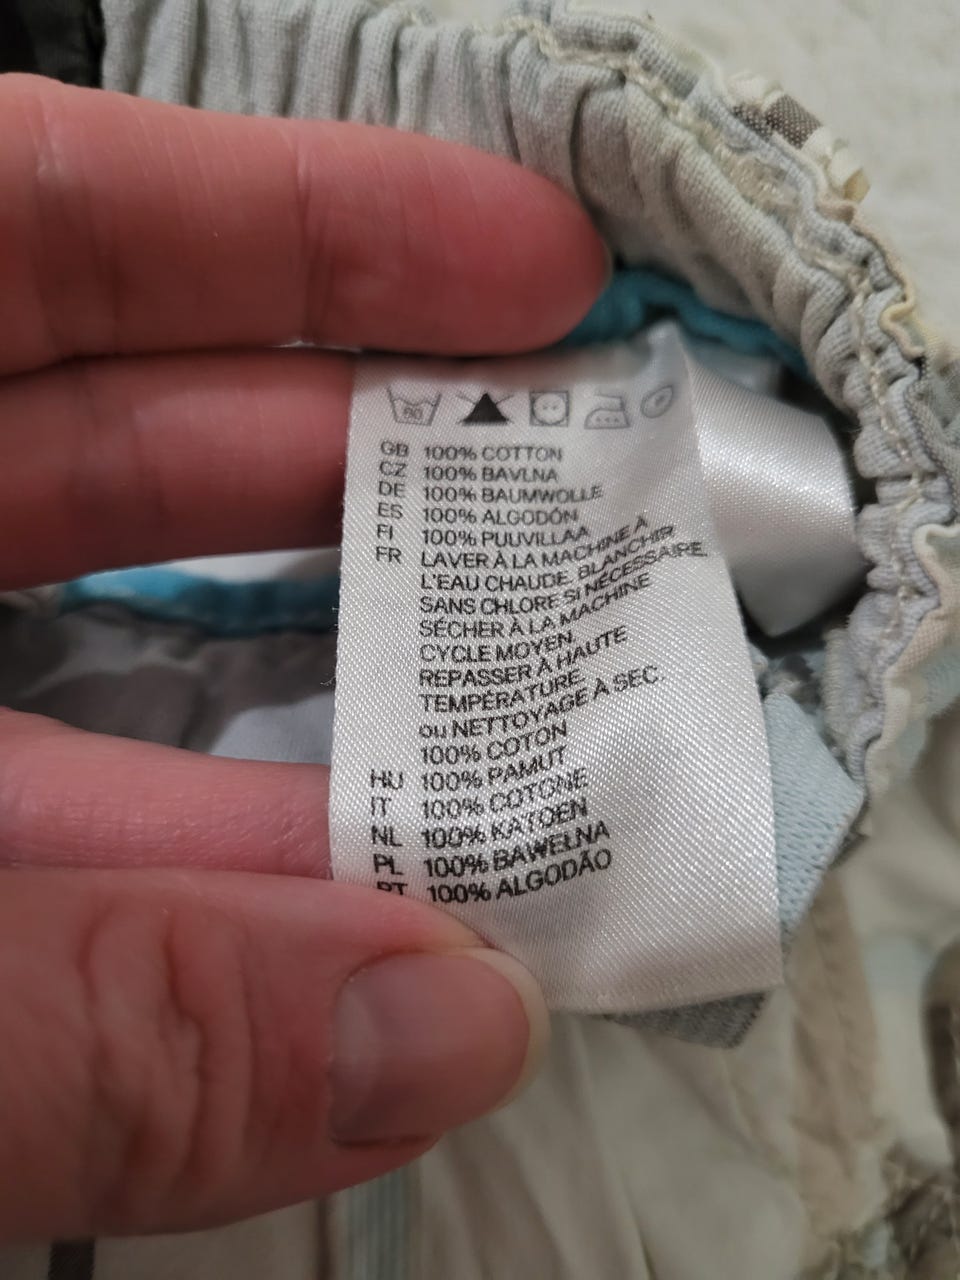 60
P
GB 100% COTTON
CZ 100% BAVLNA
DE 100% BAUMWOLLE
ES 100% ALGODÓN
FI 100% PUUVILLAA
FR LAVER À LA MACHINE À
L'EAU CHAUDE. BLANCHIR
SANS CHLORE SI NÉCESSAIRE.
SÉCHER À LA MACHINE
CYCLE MOYEN.
REPASSER À HAUTE
TEMPÉRATURE.
ou NETTOYAGE À SEC.
100% COTON
HU 100% PAMUT
IT 100% COTONE
NL 100% KATOEN
PL 100% BAWEŁNA
PT 100% ALGODÃO